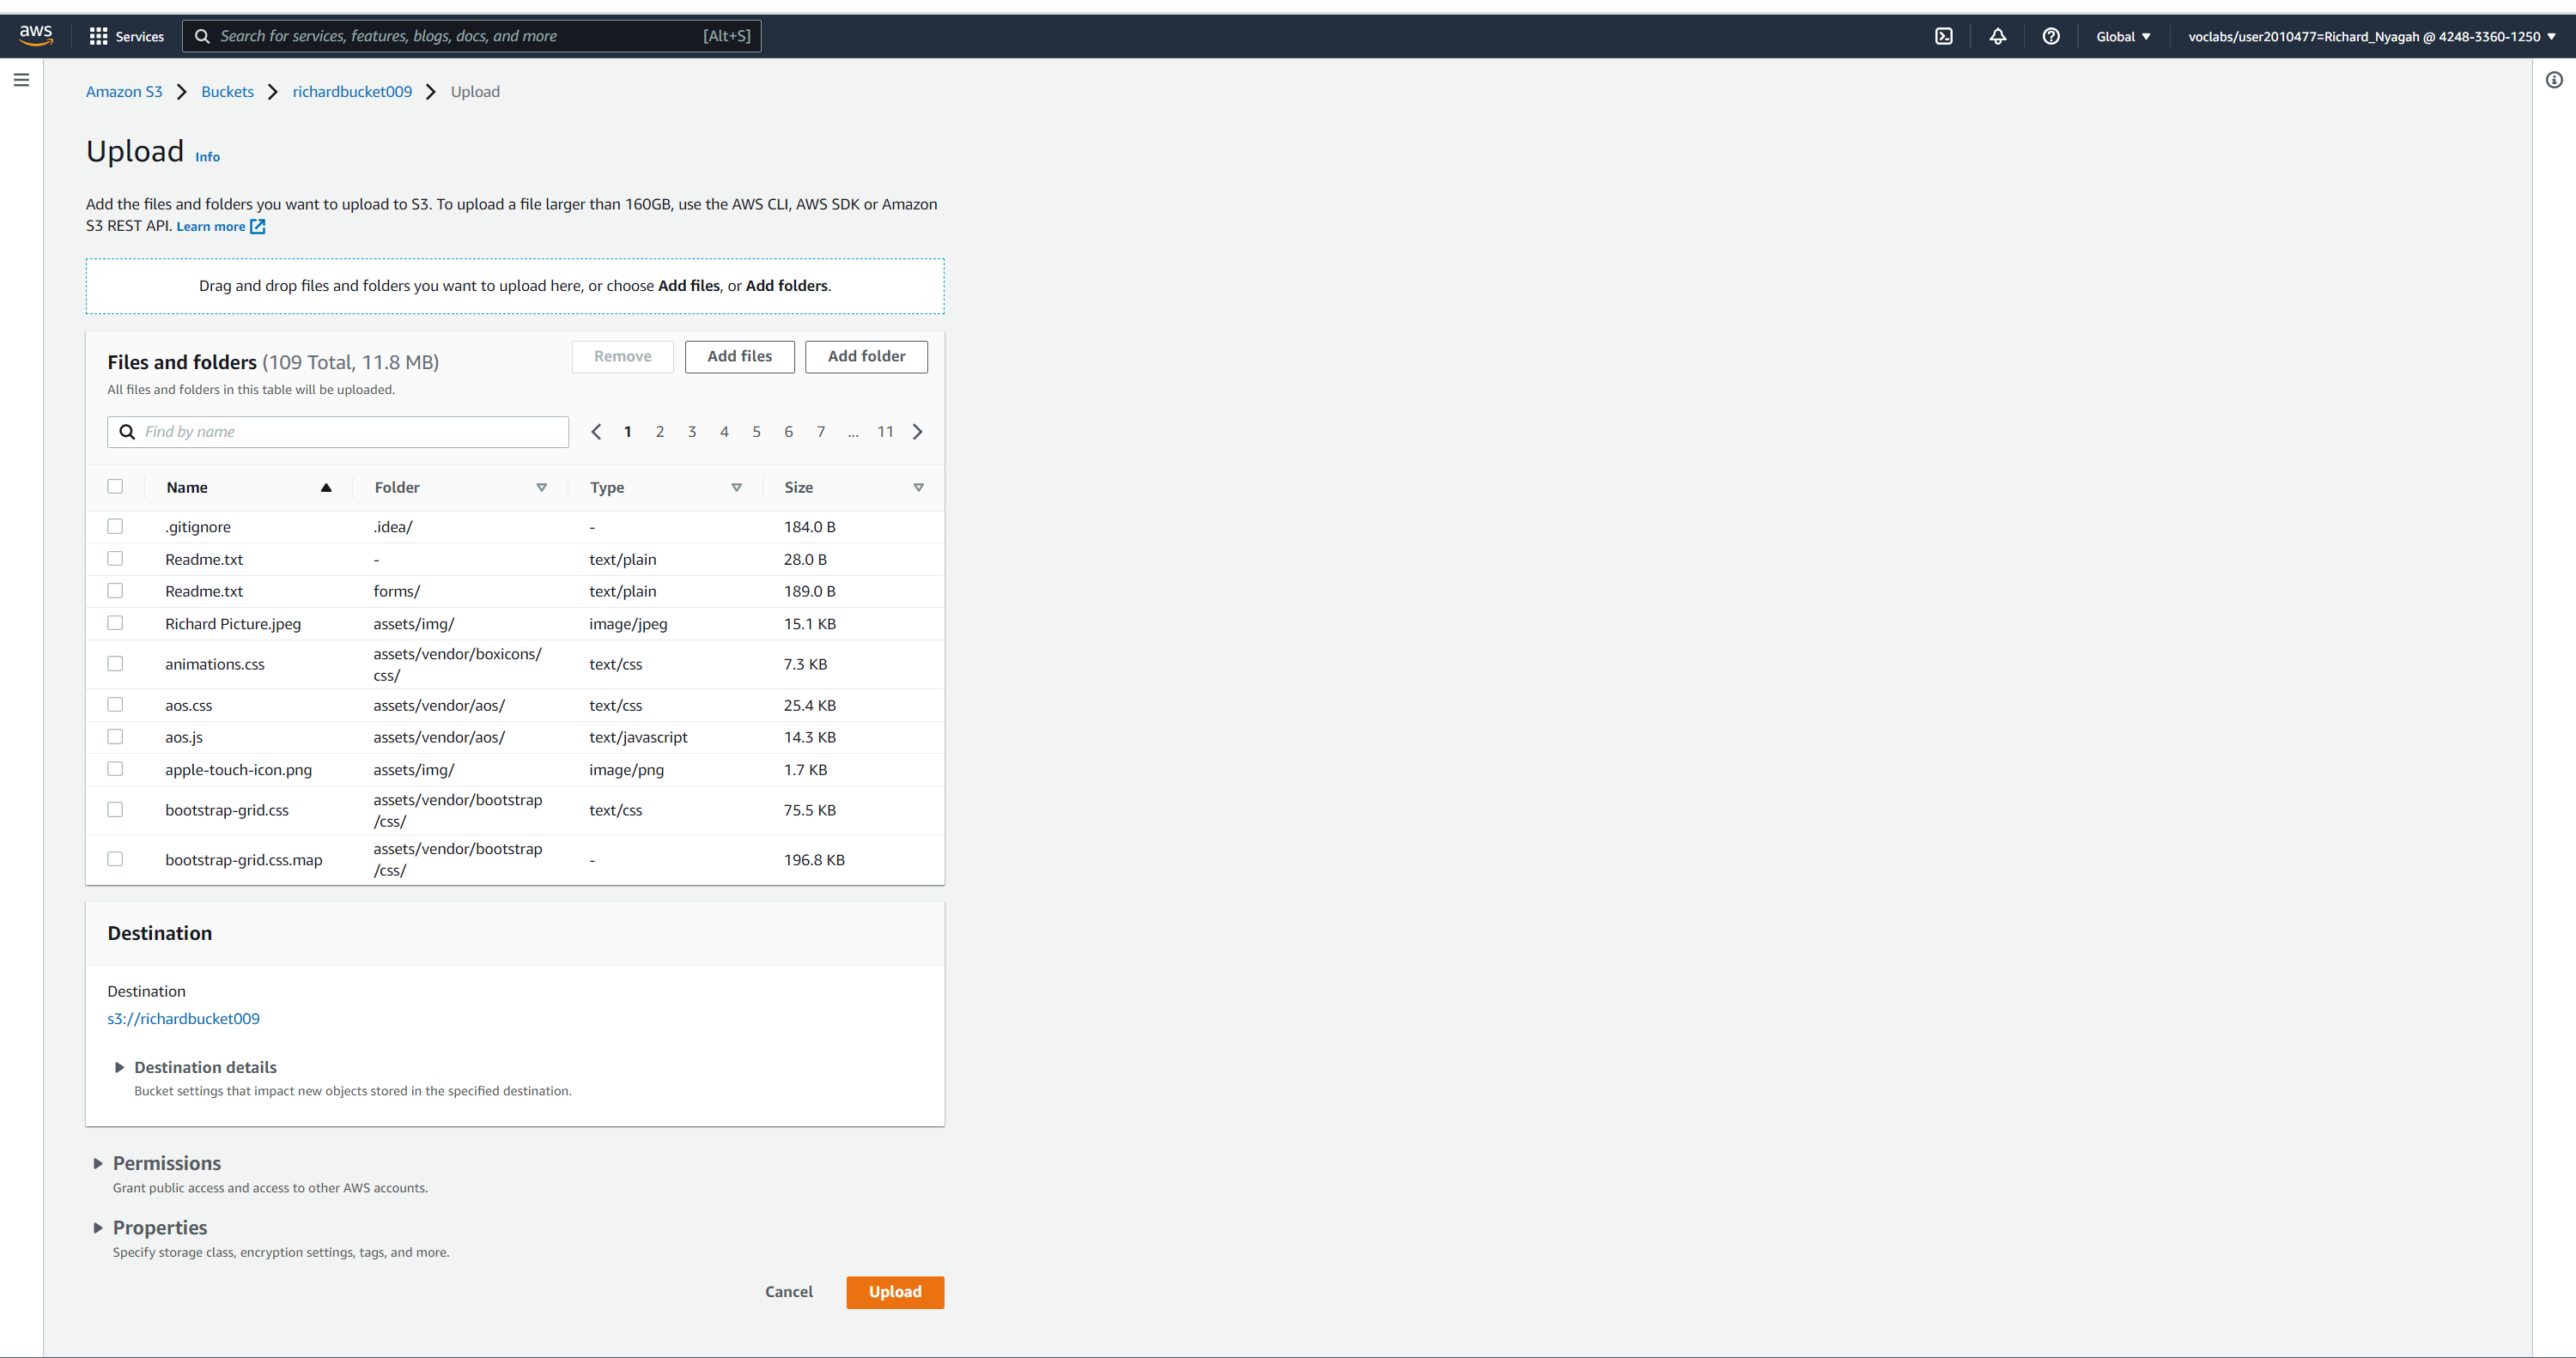 aws
Services
Search for services, features, blogs, docs, and more [Alt+S]
Global
voclabs/user2010477=Richard_Nyagah @ 4248-3360-1250
Amazon S3 Buckets richardbucket009 Upload
Upload Info
Add the files and folders you want to upload to S3. To upload a file larger than 160GB, use the AWS CLI, AWS SDK or Amazon
S3 REST API. Learn more
Drag and drop files and folders you want to upload here, or choose Add files, or Add folders.
Files and folders (109 Total, 11.8 MB)
Remove Add files Add folder
All files and folders in this table will be uploaded.
Find by name
1 2 3 4 5 6 7 ... 11
Name Folder Type Size
.gitignore .idea/ - 184.0 B
Readme.txt - text/plain 28.0 B
Readme.txt forms/ text/plain 189.0 B
Richard Picture.jpeg assets/img/ image/jpeg 15.1 KB
animations.css assets/vendor/boxicons/
css/ text/css 7.3 KB
aos.css assets/vendor/aos/ text/css 25.4 KB
aos.js assets/vendor/aos/ text/javascript 14.3 KB
apple-touch-icon.png assets/img/ image/png 1.7 KB
bootstrap-grid.css assets/vendor/bootstrap
/css/ text/css 75.5 KB
bootstrap-grid.css.map assets/vendor/bootstrap
/css/ - 196.8 KB
Destination
Destination
s3://richardbucket009
Destination details
Bucket settings that impact new objects stored in the specified destination.
Permissions
Grant public access and access to other AWS accounts.
Properties
Specify storage class, encryption settings, tags, and more.
Cancel Upload